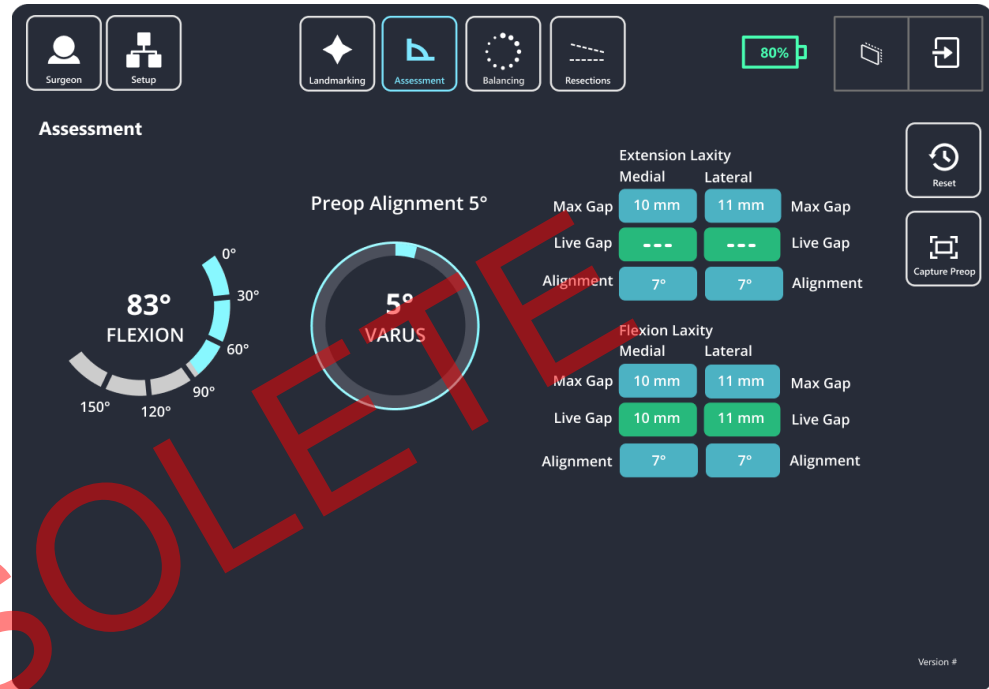 Surgeon
Setup
Landmarking
Assessment
Balancing
Resections
80%
Assessment
Reset
Capture Preop
0°
30°
60°
90°
120°
150°
83°
FLEXION
Preop Alignment 5°
5°
VARUS
Extension Laxity
Medial Lateral
Max Gap 10 mm 11 mm Max Gap
Live Gap --- --- Live Gap
Alignment 7° 7° Alignment
Flexion Laxity
Medial Lateral
Max Gap 10 mm 11 mm Max Gap
Live Gap 10 mm 11 mm Live Gap
Alignment 7° 7° Alignment
Version #
SOLETE